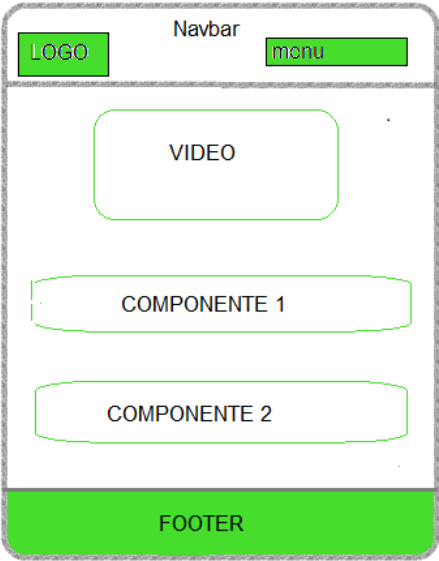 Navbar
LOGO
menu
VIDEO
COMPONENTE 1
COMPONENTE 2
FOOTER